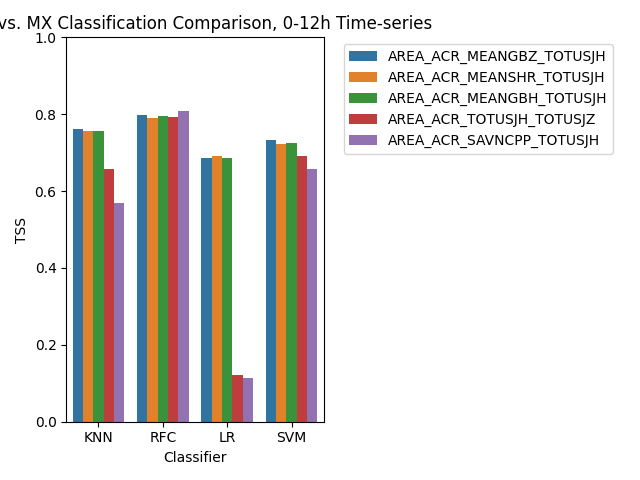 vs. MX Classification Comparison, 0-12h Time-series
AREA_ACR_MEANGBZ_TOTUSJH
AREA_ACR_MEANSHR_TOTUSJH
AREA_ACR_MEANGBH_TOTUSJH
AREA_ACR_TOTUSJH_TOTUSJZ
AREA_ACR_SAVNCPP_TOTUSJH
TSS
1.0
0.8
0.6
0.4
0.2
0.0
KNN RFC LR SVM
Classifier